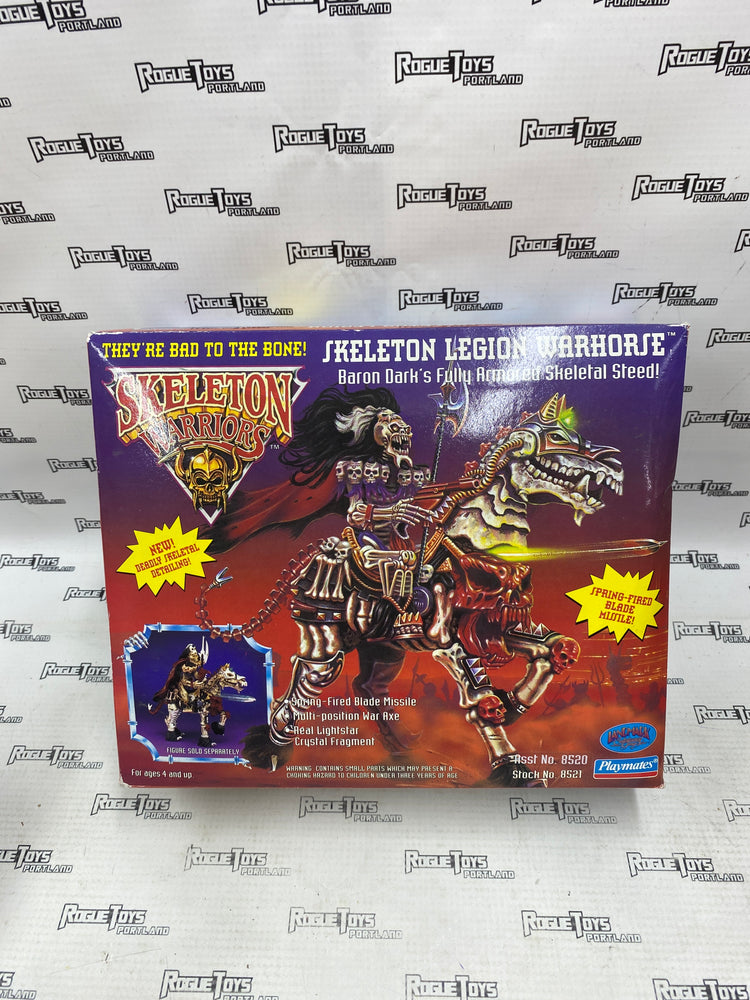 THEY'RE BAD TO THE BONE!
SKELETON LEGION WARHORSE™
Baron Dark's Fully Armored Skeletal Steed!
SKELETON
WARRIORS™
NEW!
DEADLY SKELETAL
DETAILING!
SPRING-FIRED
BLADE
MISSILE!
FIGURE SOLD SEPARATELY
Spring-Fired Blade Missile
Multi-position War Axe
Real Lightstar
Crystal Fragment
For ages 4 and up.
WARNING: CONTAINS SMALL PARTS WHICH MAY PRESENT A
CHOKING HAZARD TO CHILDREN UNDER THREE YEARS OF AGE
Asst No. 8520
Stock No. 8521
Playmates®
ROGUE TOYS
PORTLAND